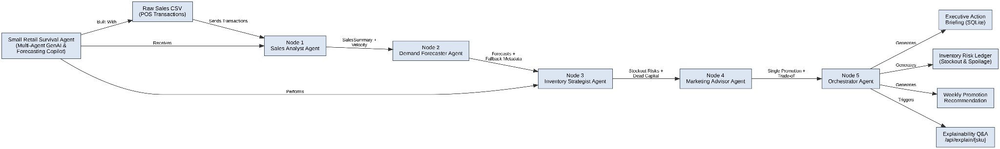 Small Retail Survival Agent
(Multi-Agent GenAI &
Forecasting Copilot)
Built With
Receives
Performs
Raw Sales CSV
(POS Transactions)
Sends Transactions
Node 1
Sales Analyst Agent
SalesSummary +
Velocity
Node 2
Demand Forecaster Agent
Forecasts +
Fallback Metadata
Node 3
Inventory Strategist Agent
Stockout Risks +
Dead Capital
Node 4
Marketing Advisor Agent
Single Promotion +
Trade-off
Node 5
Orchestrator Agent
Generates
Executive Action
Briefing (SQLite)
Generates
Inventory Risk Ledger
(Stockout & Spoilage)
Generates
Weekly Promotion
Recommendation
Triggers
Explainability Q&A
/api/explain/{sku}